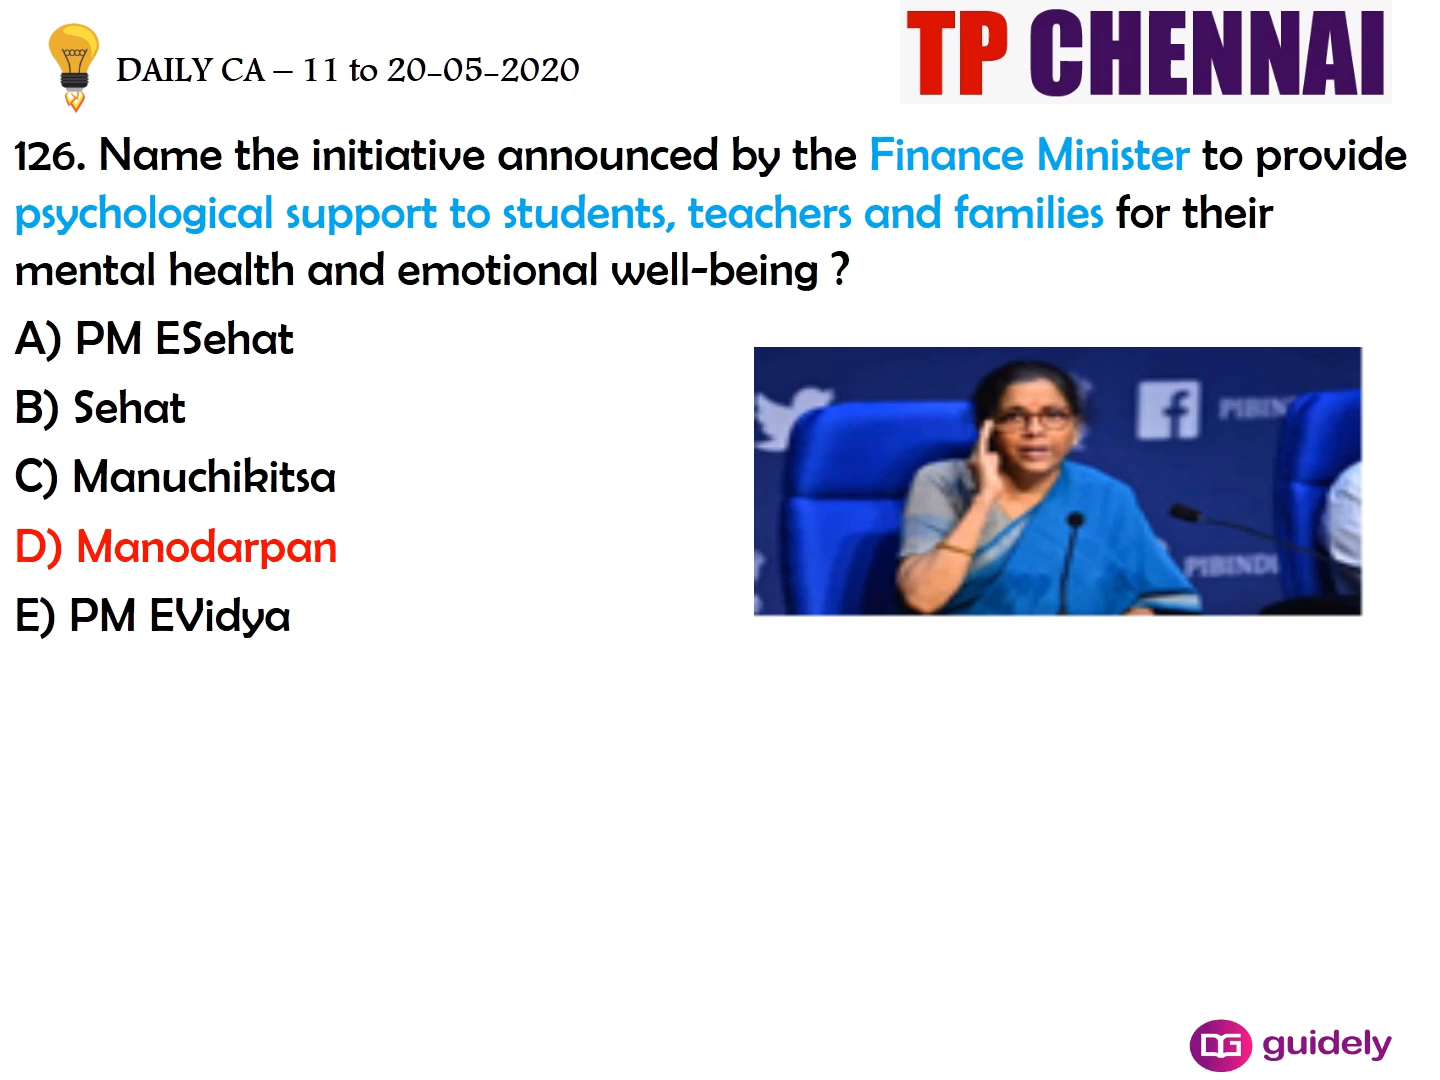 DAILY CA – 11 to 20-05-2020
TP CHENNAI
126. Name the initiative announced by the Finance Minister to provide
psychological support to students, teachers and families for their
mental health and emotional well-being ?
A) PM ESehat
B) Sehat
C) Manuchikitsa
D) Manodarpan
E) PM EVidya
PIBIN
PIBINDI
guidely